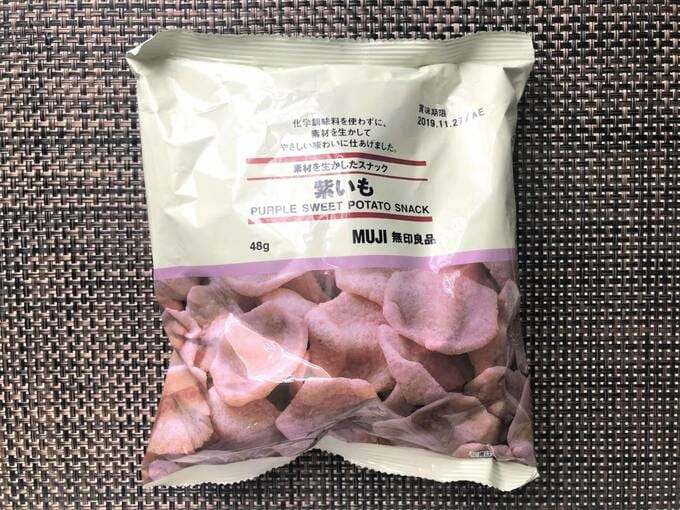 賞味期限
2019.11.27/AE
化学調味料を使わずに、
素材を生かして
やさしい味わいに仕あげました。
素材を生かしたスナック
紫いも
PURPLE SWEET POTATO SNACK
48g
MUJI 無印良品